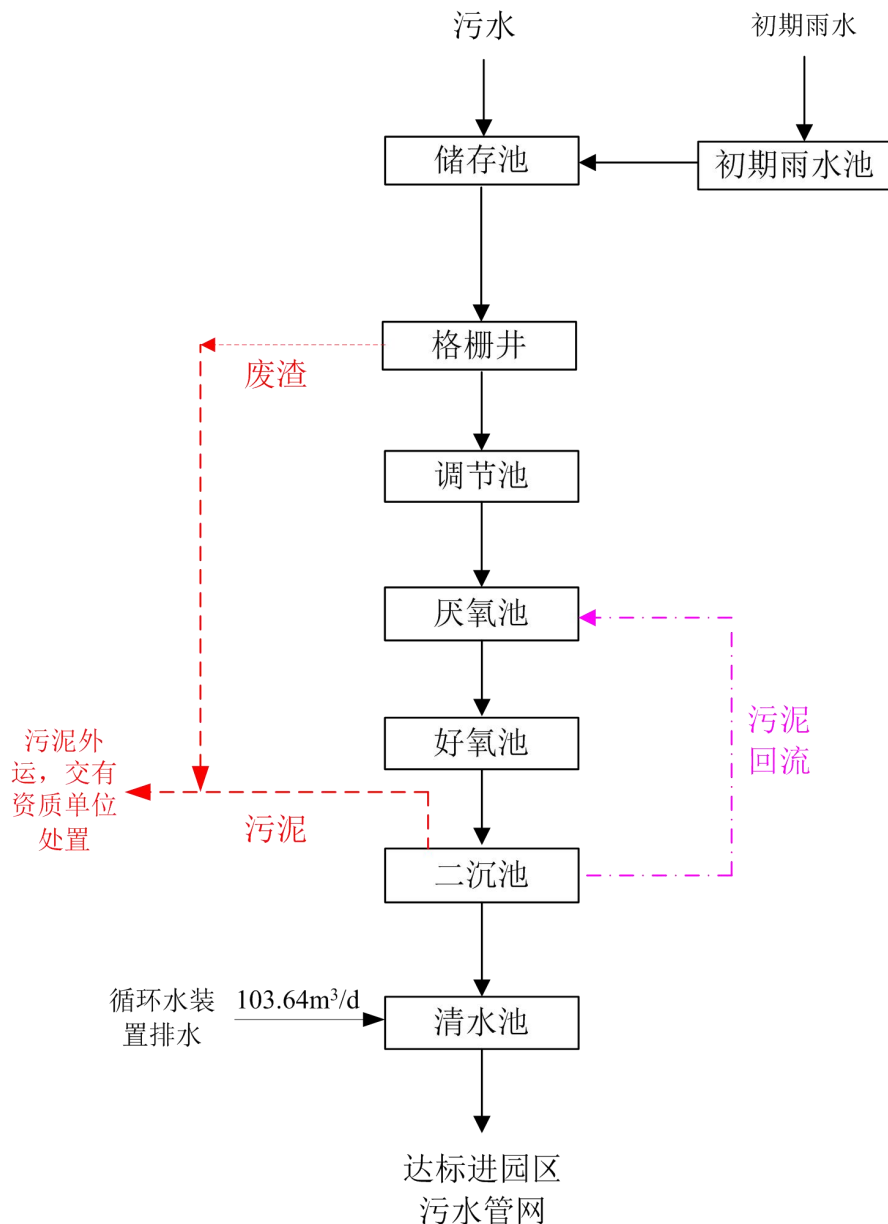 污水
初期雨水
储存池
初期雨水池
格栅井
废渣
调节池
厌氧池
污泥
回流
好氧池
污泥外
运，交有
资质单位
处置
污泥
二沉池
循环水装
置排水
103.64m³/d
清水池
达标进园区
污水管网